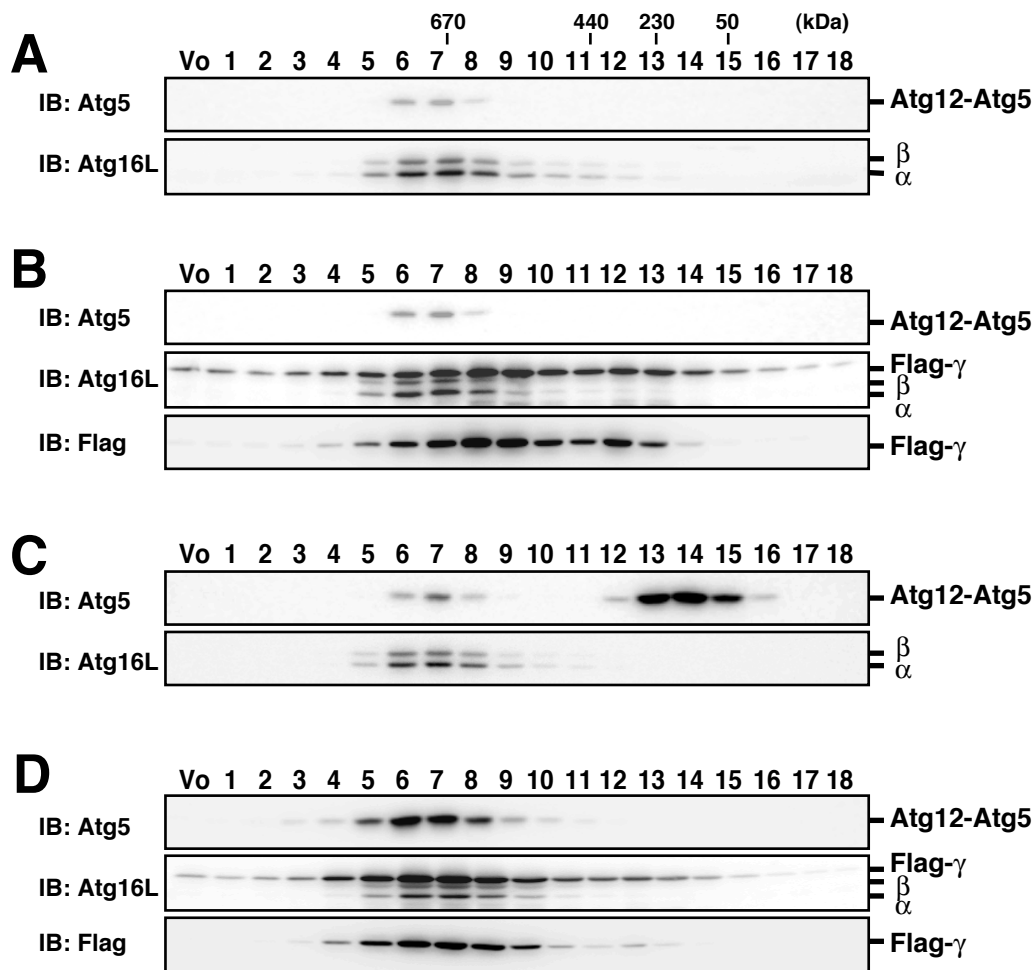 670 440 230 50 (kDa)
A Vo 1 2 3 4 5 6 7 8 9 10 11 12 13 14 15 16 17 18
IB: Atg5 Atg12-Atg5
IB: Atg16L β
α
B Vo 1 2 3 4 5 6 7 8 9 10 11 12 13 14 15 16 17 18
IB: Atg5 Atg12-Atg5
Flag-γ
IB: Atg16L β
α
IB: Flag Flag-γ
C Vo 1 2 3 4 5 6 7 8 9 10 11 12 13 14 15 16 17 18
IB: Atg5 Atg12-Atg5
IB: Atg16L β
α
D Vo 1 2 3 4 5 6 7 8 9 10 11 12 13 14 15 16 17 18
IB: Atg5 Atg12-Atg5
Flag-γ
IB: Atg16L β
α
IB: Flag Flag-γ